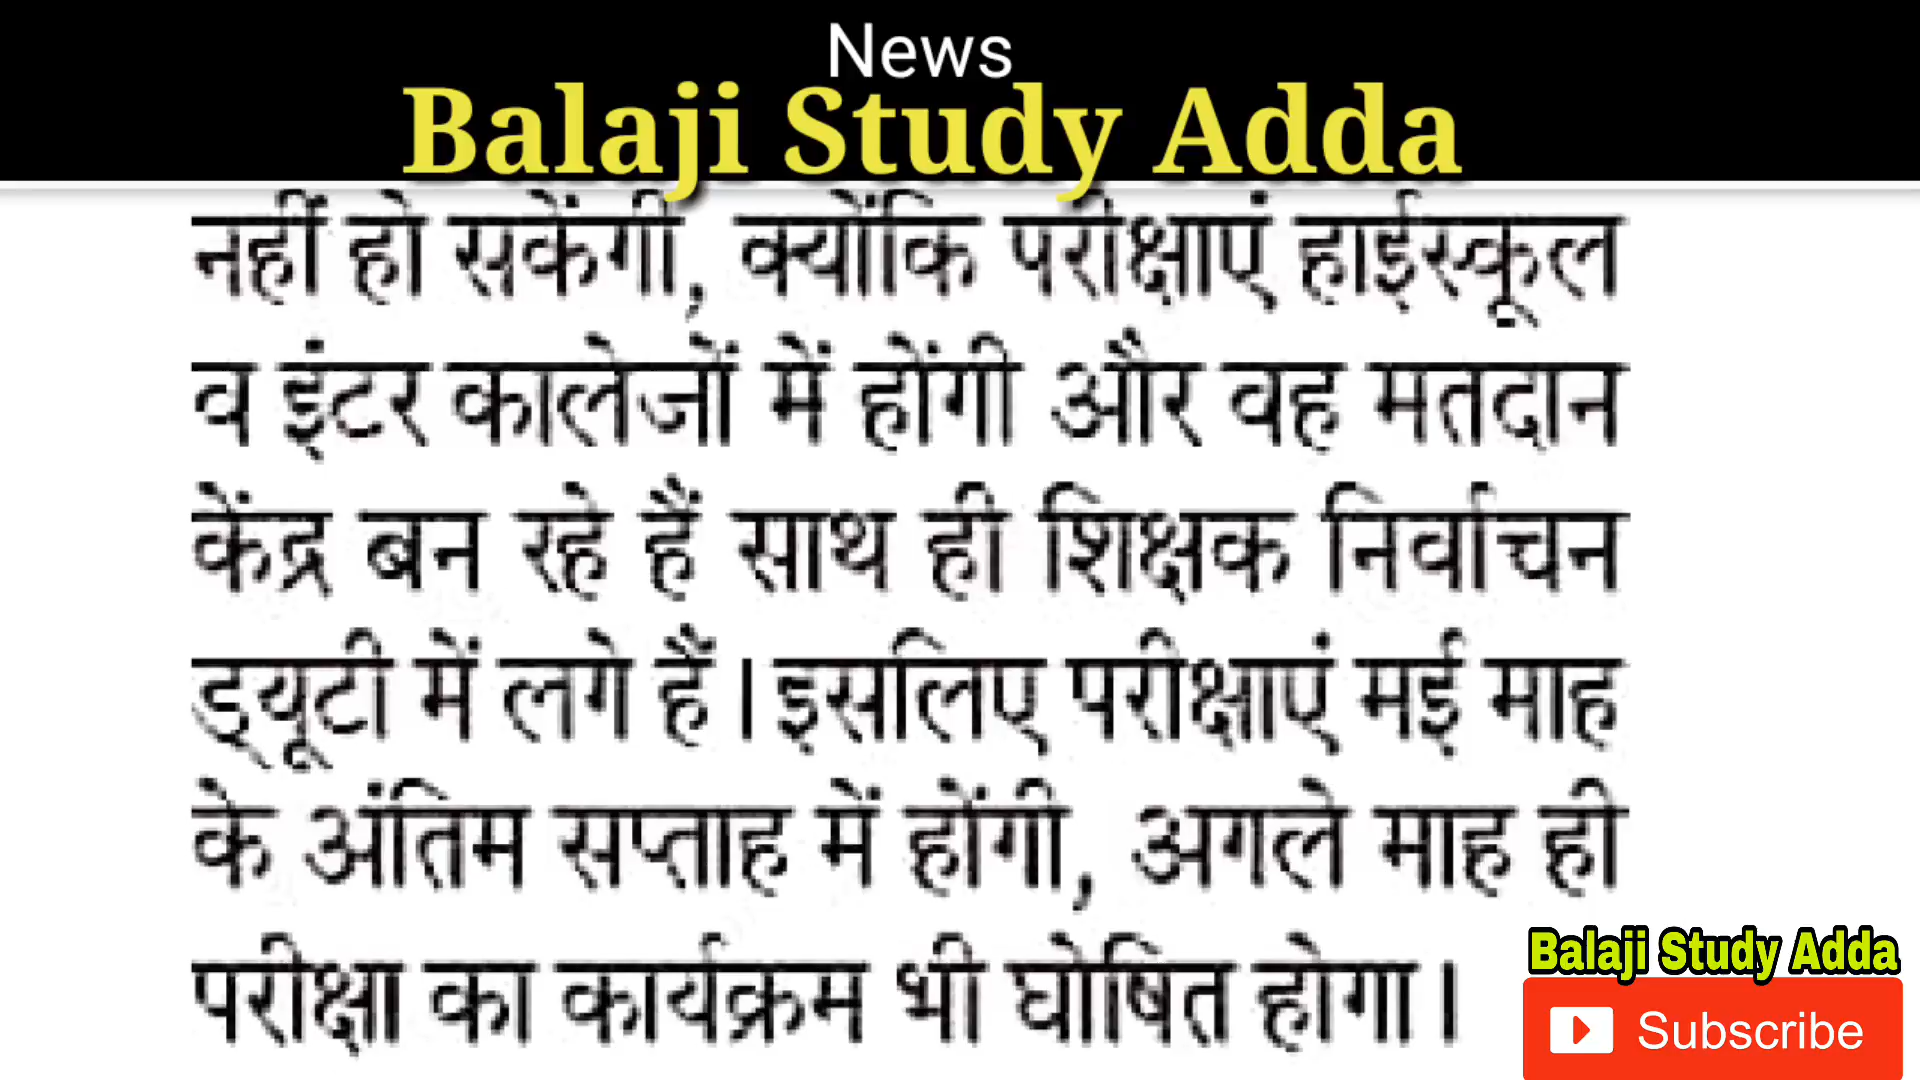 News
Balaji Study Adda
नहीं हो सकेंगी, क्योंकि परीक्षाएं हाईस्कूल
व इंटर कालेजों में होंगी और वह मतदान
केंद्र बन रहे हैं साथ ही शिक्षक निर्वाचन
ड्यूटी में लगे हैं। इसलिए परीक्षाएं मई माह
के अंतिम सप्ताह में होंगी, अगले माह ही
परीक्षा का कार्यक्रम भी घोषित होगा।
Balaji Study Adda
Subscribe